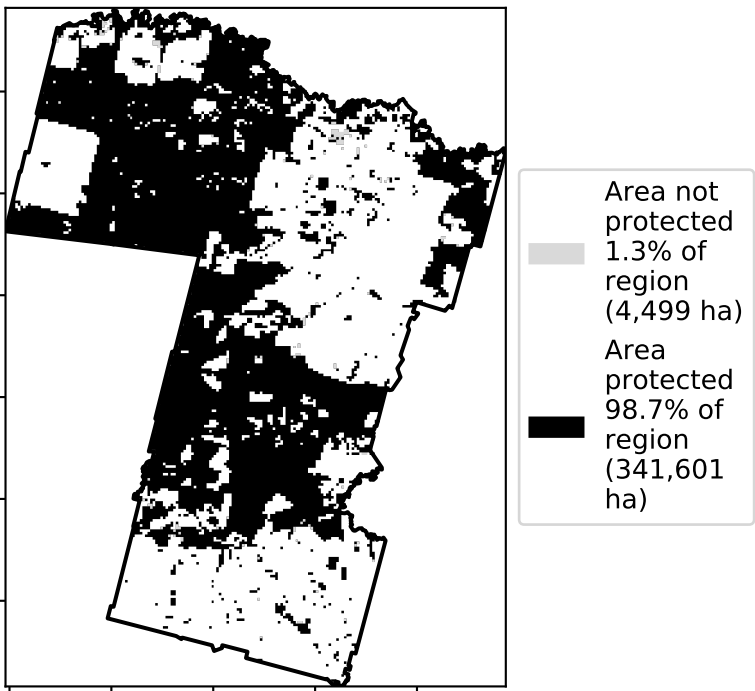 Area not
protected
1.3% of
region
(4,499 ha)
Area
protected
98.7% of
region
(341,601
ha)